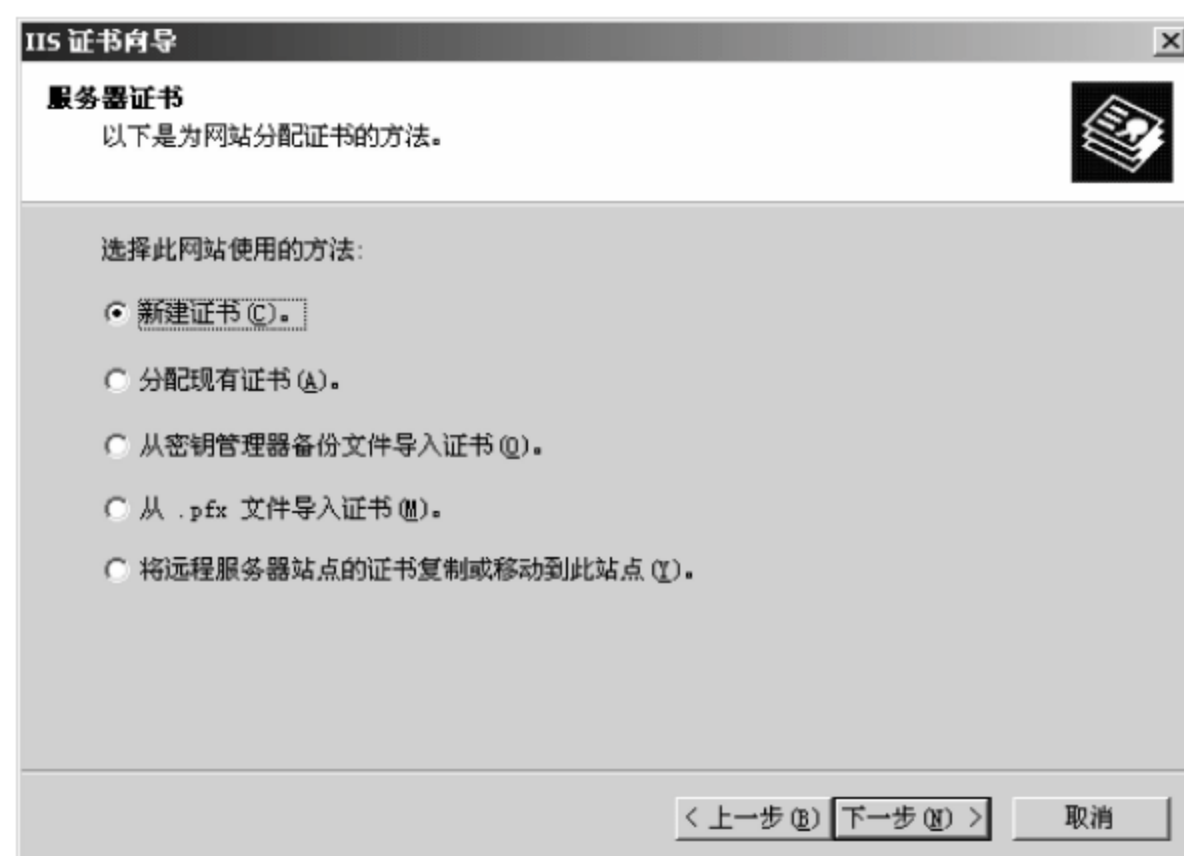 IIS 证书向导
服务器证书
以下是为网站分配证书的方法。
选择此网站使用的方法:
新建证书(C)。
分配现有证书(A)。
从密钥管理器备份文件导入证书(O)。
从 .pfx 文件导入证书(M)。
将远程服务器站点的证书复制或移动到此站点(Y)。
< 上一步(B) 下一步(N) > 取消